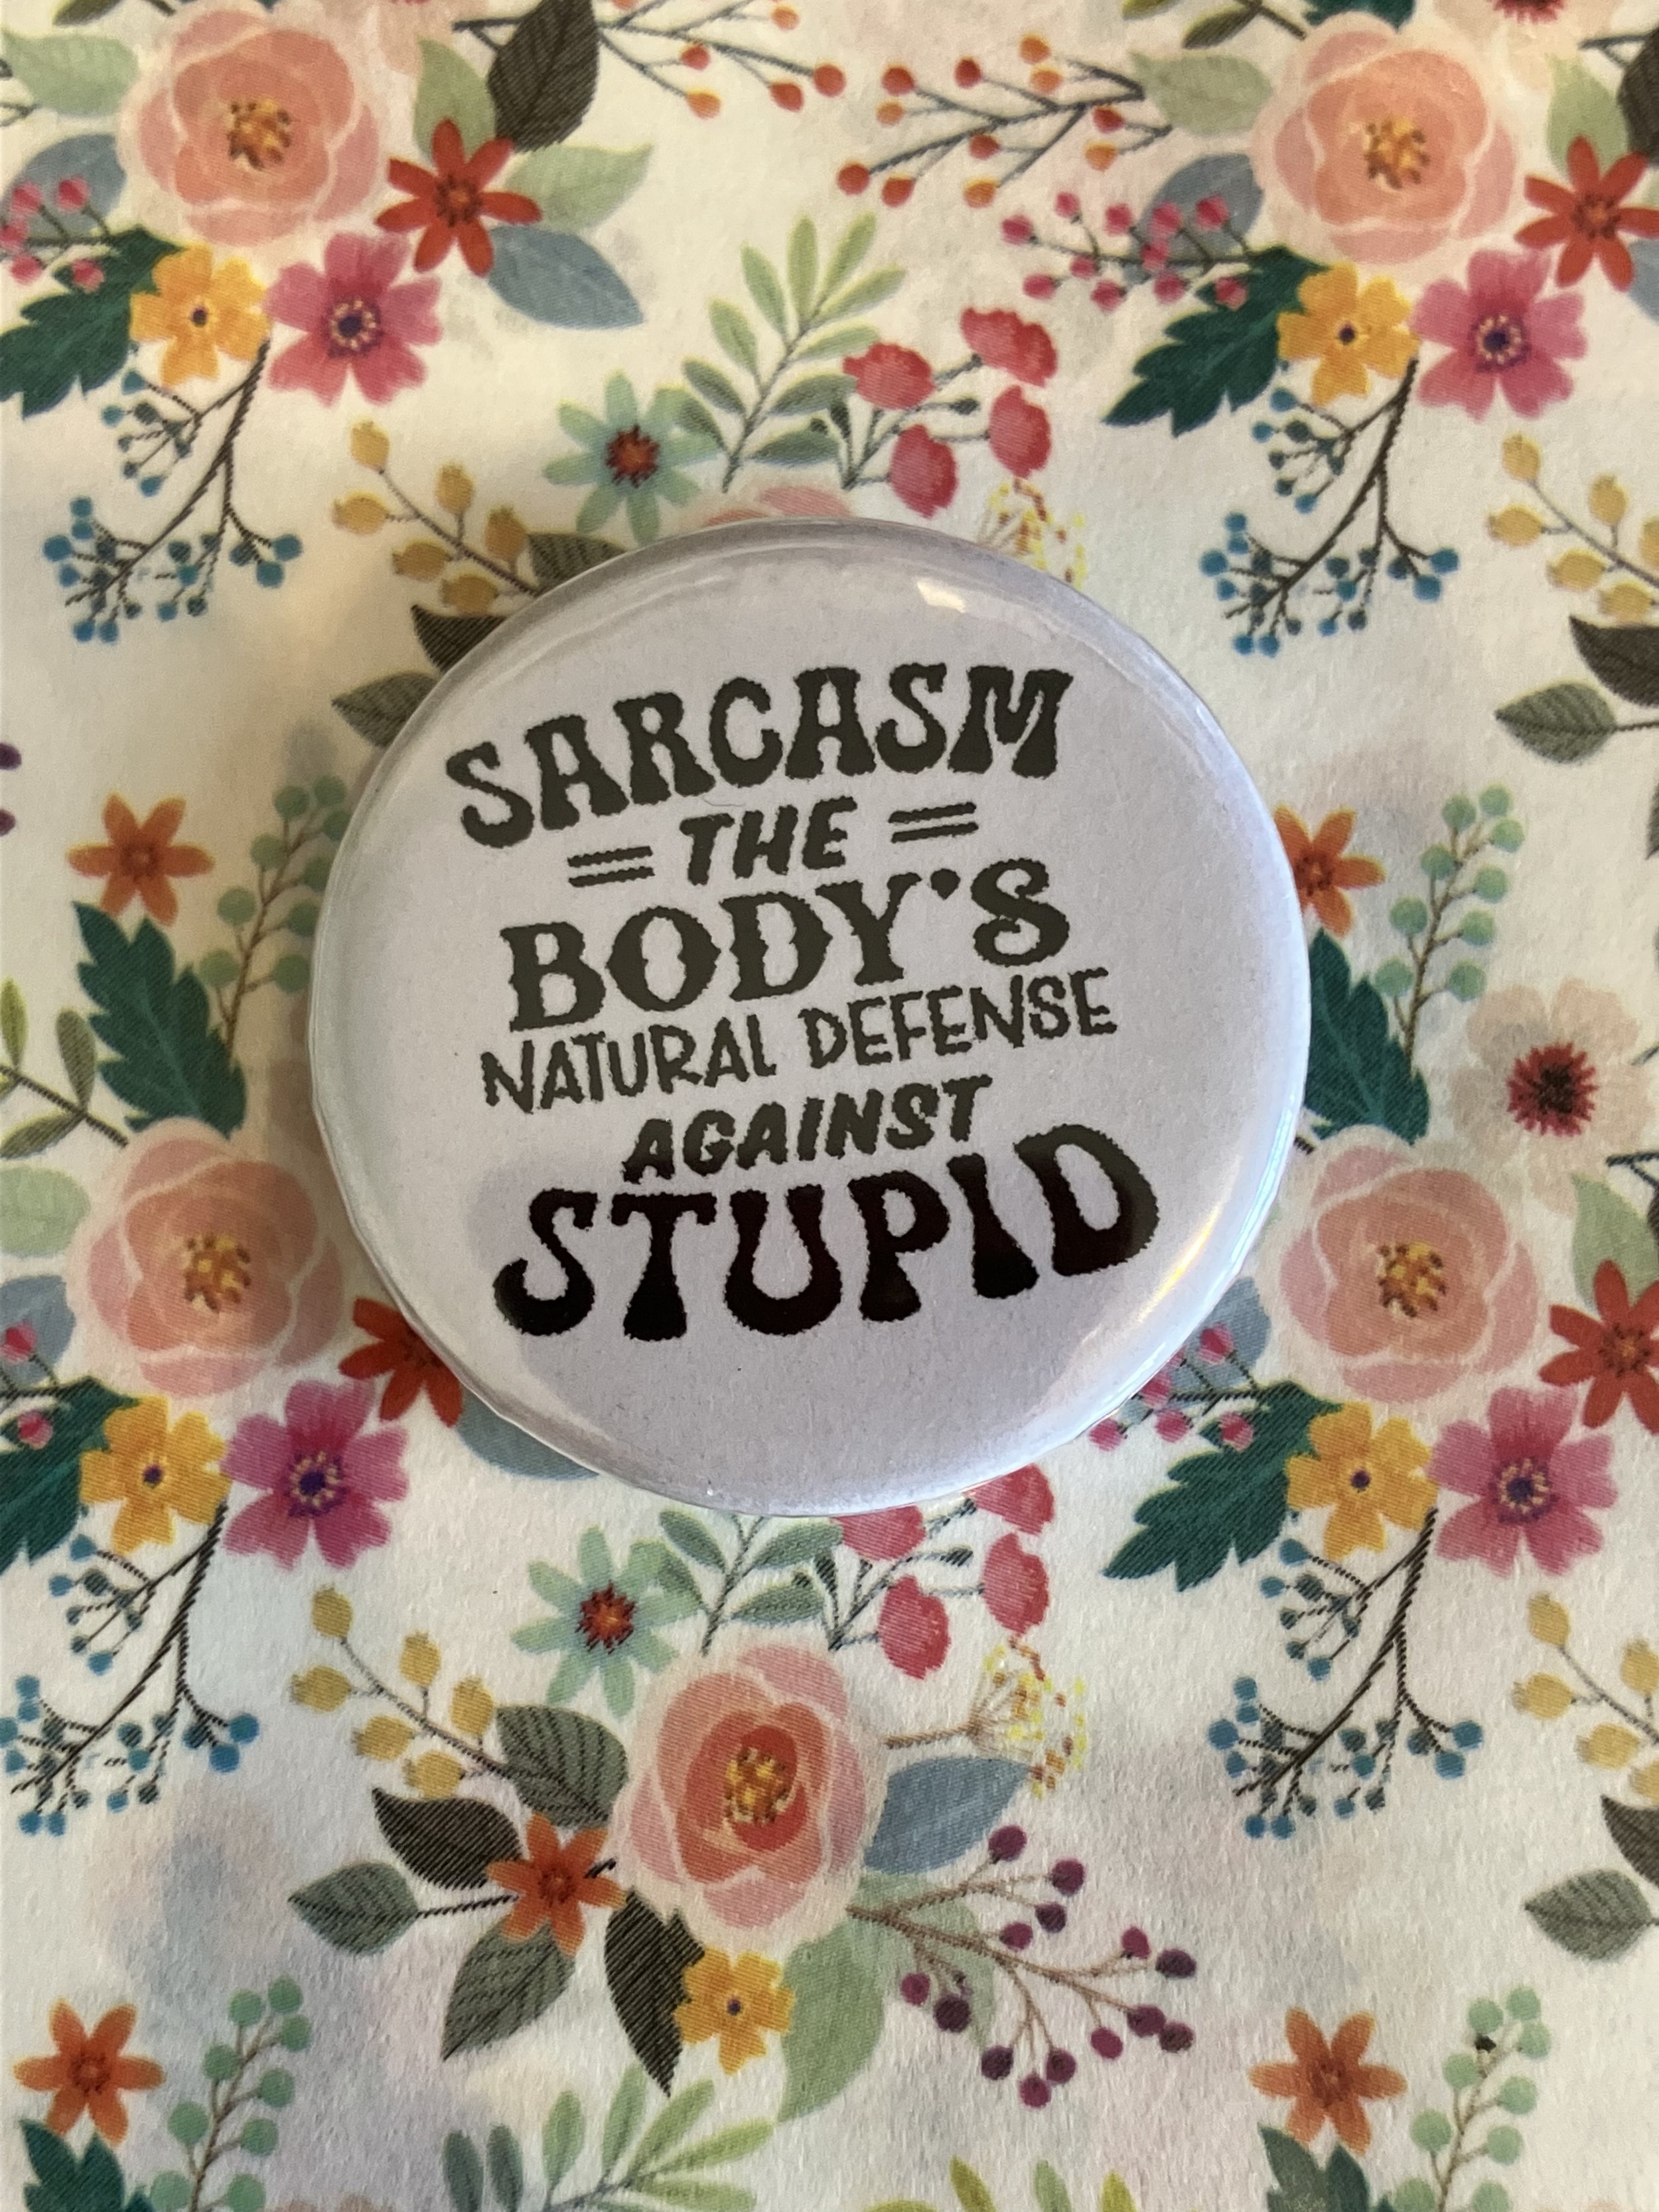 SARCASM
= THE =
BODY'S
NATURAL DEFENSE
AGAINST
STUPID